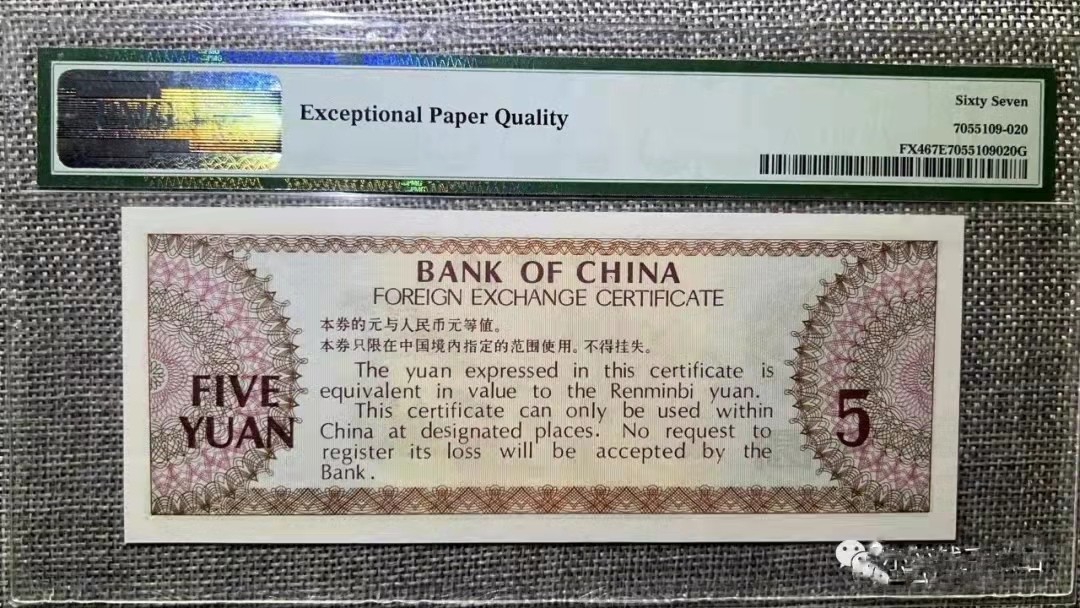 Exceptional Paper Quality
Sixty Seven
7055109-020
FX467E7055109020G
BANK OF CHINA
FOREIGN EXCHANGE CERTIFICATE
本券的元与人民币元等值。
本券只限在中国境内指定的范围使用。不得挂失。
The yuan expressed in this certificate is
equivalent in value to the Renminbi yuan.
This certificate can only be used within
China at designated places. No request to
register its loss will be accepted by the
Bank.
FIVE
YUAN
5